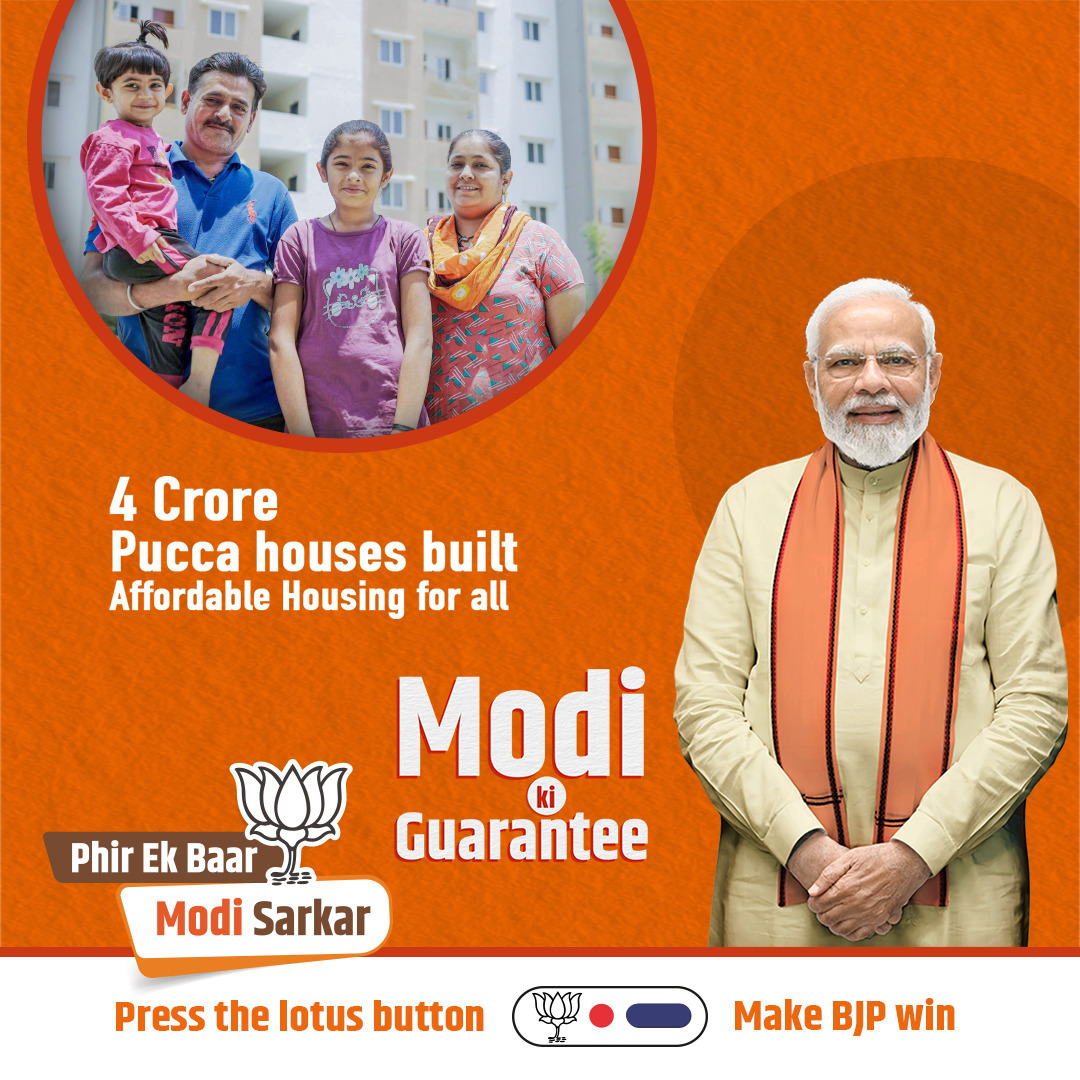 4 Crore
Pucca houses built
Affordable Housing for all
Modi
ki
Guarantee
Phir Ek Baar
Modi Sarkar
Press the lotus button
Make BJP win